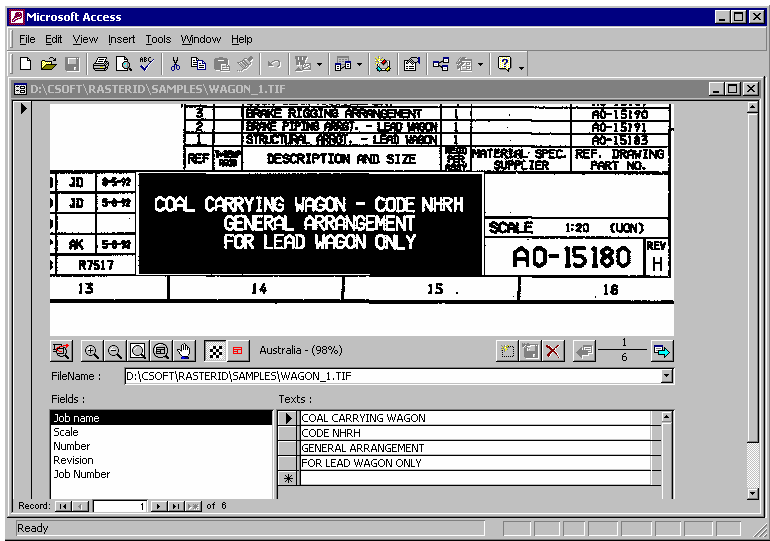 Microsoft Access
File Edit View Insert Tools Window Help
D:\CSOFT\RASTERID\SAMPLES\WAGON_1.TIF
3 BRAKE RIGGING ARRANGEMENT 1 A0-15190
2 BRAKE PIPING ARRGT. - LEAD WAGON 1 A0-15191
1 STRUCTURAL ARRGT. - LEAD WAGON 1 A0-15183
REF DESCRIPTION AND SIZE MATERIAL SPEC. SUPPLIER REF. DRAWING PART NO.
JD 8-5-92
JD 5-8-92
AK 5-8-92
R7517
COAL CARRYING WAGON - CODE NHRH
GENERAL ARRANGEMENT
FOR LEAD WAGON ONLY
SCALE 1:20 (UON)
A0-15180 REV H
13 14 15 16
Australia - (98%)
1
6
FileName : D:\CSOFT\RASTERID\SAMPLES\WAGON_1.TIF
Fields :
Job name
Scale
Number
Revision
Job Number
Texts :
COAL CARRYING WAGON
CODE NHRH
GENERAL ARRANGEMENT
FOR LEAD WAGON ONLY
Record: 1 of 6
Ready